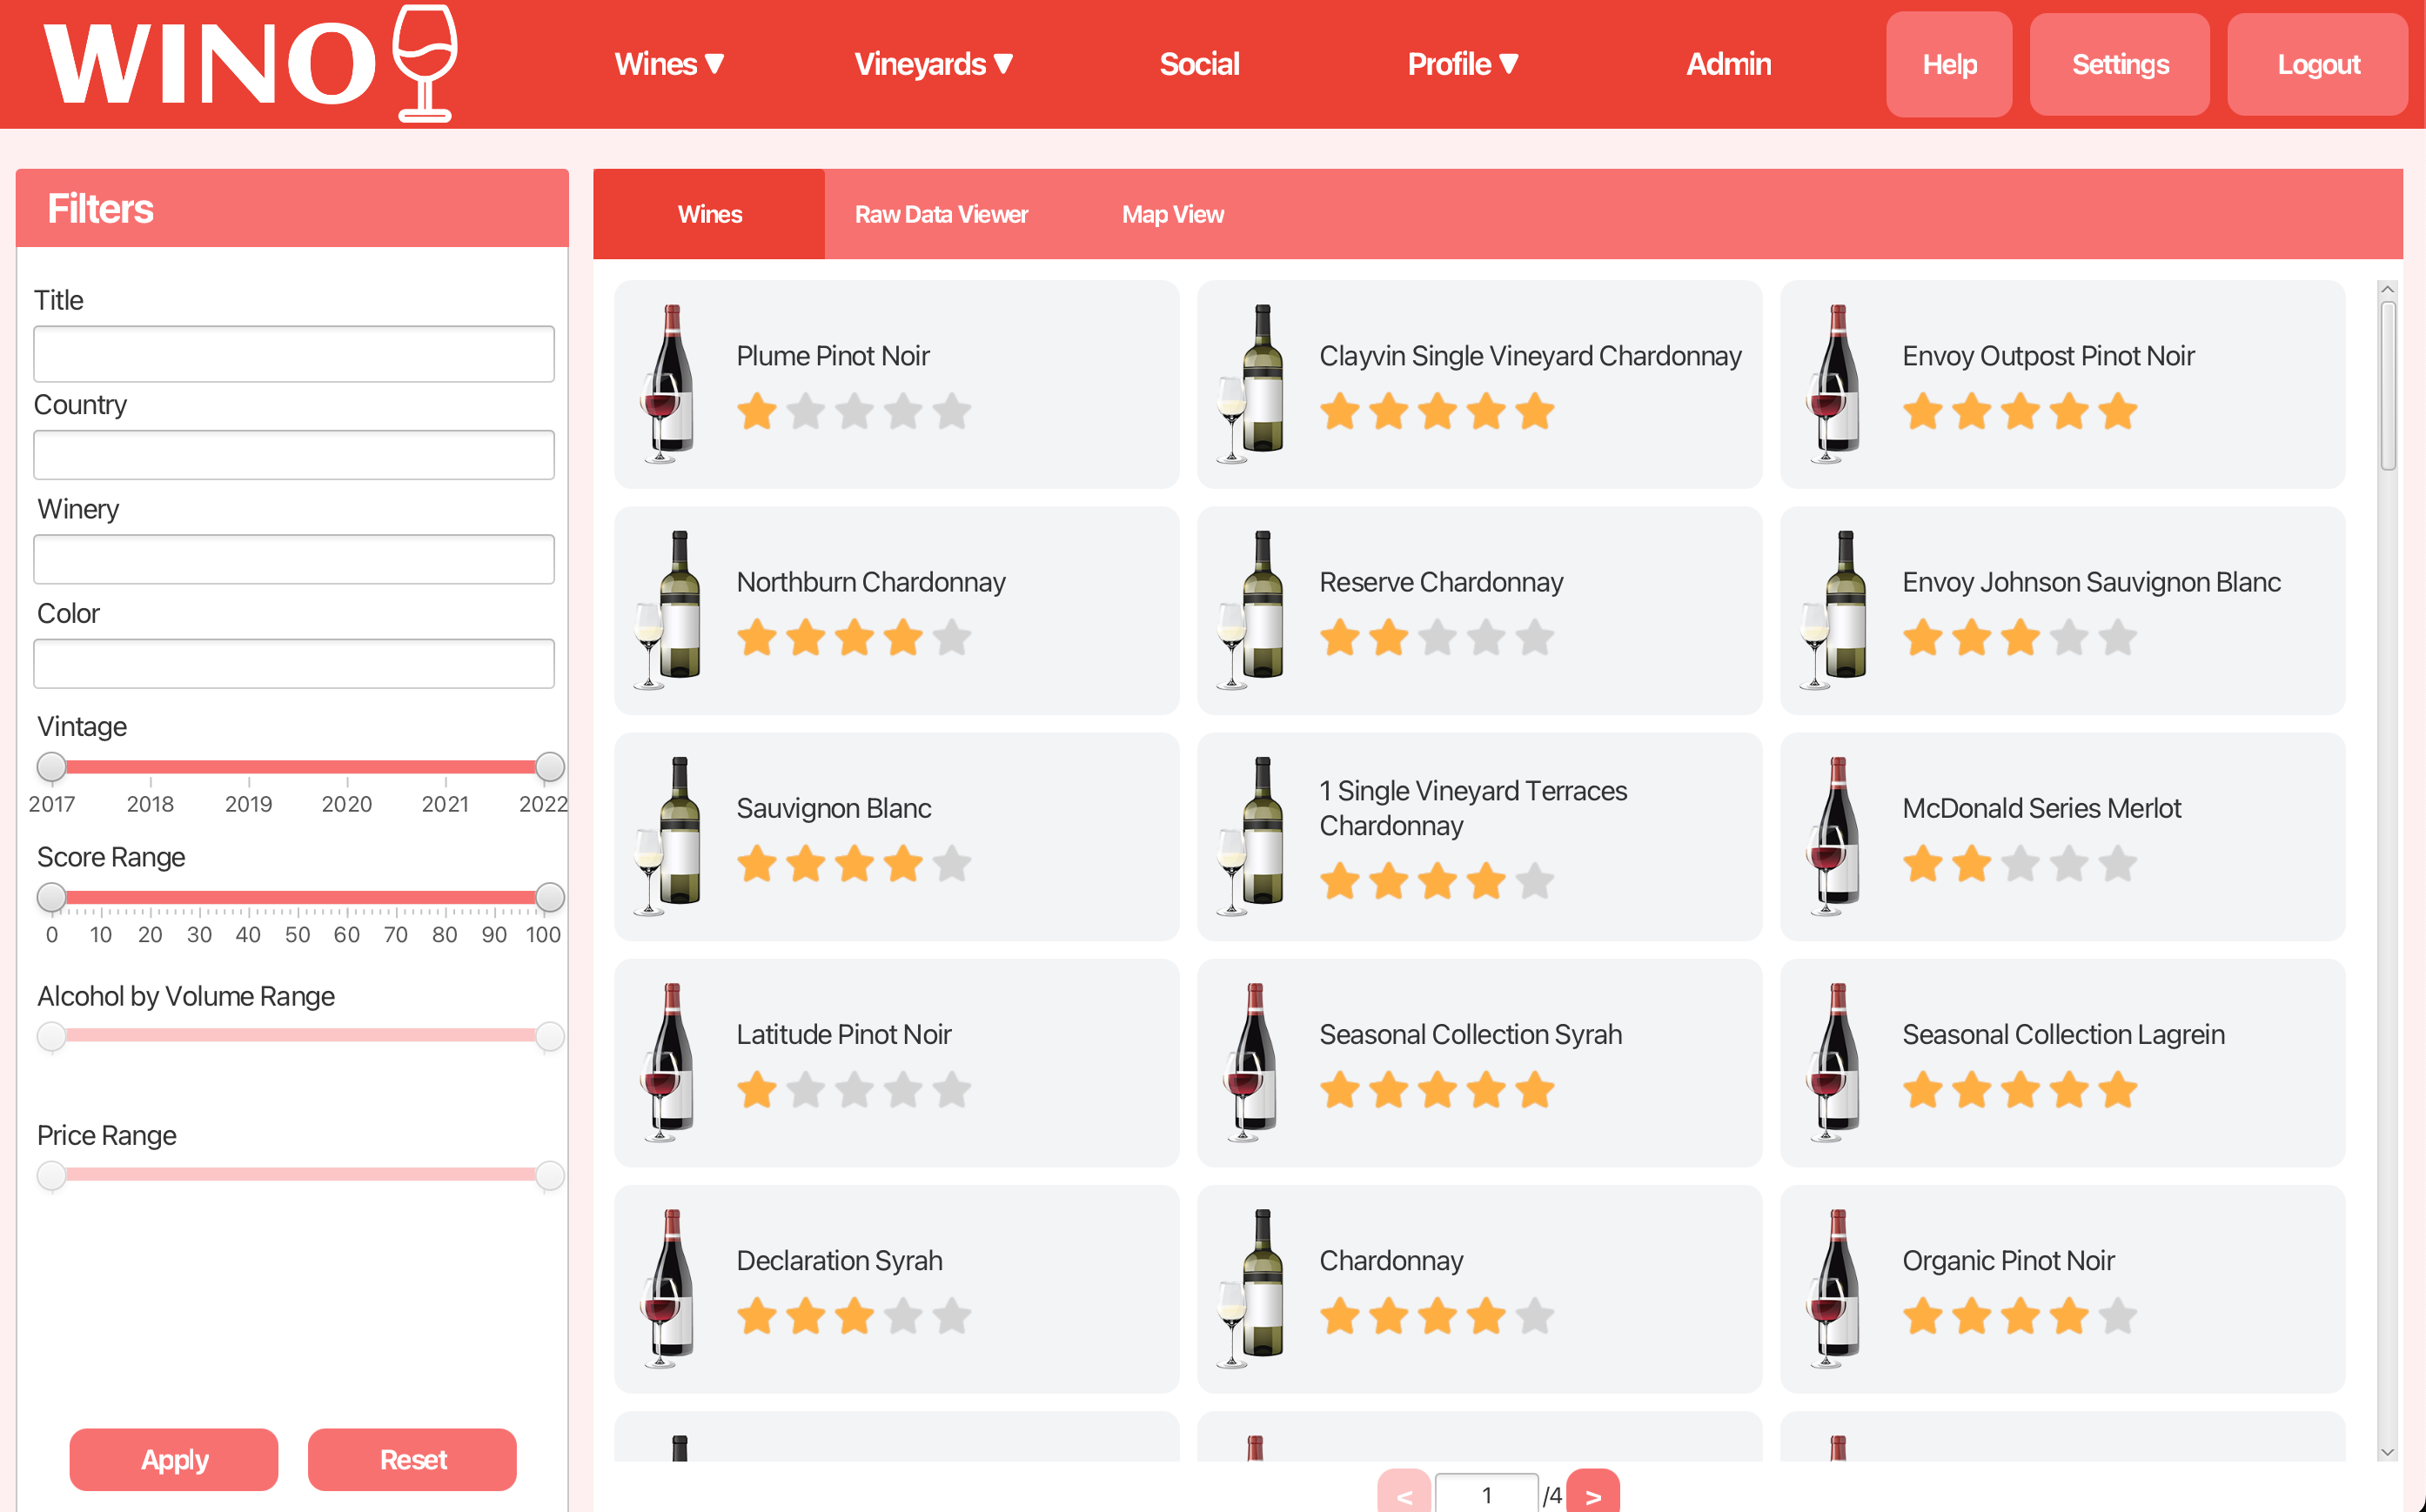 WINO
Wines ▼
Vineyards ▼
Social
Profile ▼
Admin
Help
Settings
Logout
Filters
Title
Country
Winery
Color
Vintage
2017 2018 2019 2020 2021 2022
Score Range
0 10 20 30 40 50 60 70 80 90 100
Alcohol by Volume Range
Price Range
Apply
Reset
Wines
Raw Data Viewer
Map View
Plume Pinot Noir
Clayvin Single Vineyard Chardonnay
Envoy Outpost Pinot Noir
Northburn Chardonnay
Reserve Chardonnay
Envoy Johnson Sauvignon Blanc
Sauvignon Blanc
1 Single Vineyard Terraces
Chardonnay
McDonald Series Merlot
Latitude Pinot Noir
Seasonal Collection Syrah
Seasonal Collection Lagrein
Declaration Syrah
Chardonnay
Organic Pinot Noir
< 1 /4 >